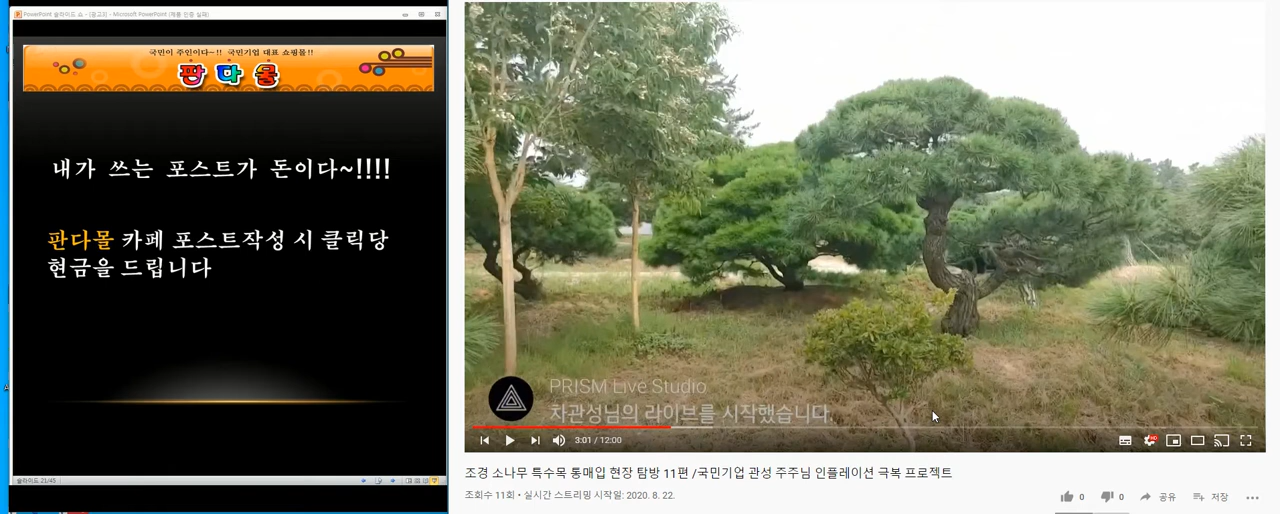 PowerPoint 슬라이드 쇼 - [광고3] - Microsoft PowerPoint (제품 인증 실패)
국민이 주인이다~!! 국민기업 대표 쇼핑몰!!
판다몰
내가 쓰는 포스트가 돈이다~!!!!
판다몰 카페 포스트작성 시 클릭당
현금을 드립니다
슬라이드 21/45
PRISM Live Studio
차관성님의 라이브를 시작했습니다.
3:01 / 12:00
HD
조경 소나무 특수목 통매입 현장 탐방 11편 /국민기업 관성 주주님 인플레이션 극복 프로젝트
조회수 11회 • 실시간 스트리밍 시작일: 2020. 8. 22.
0
0
공유
저장